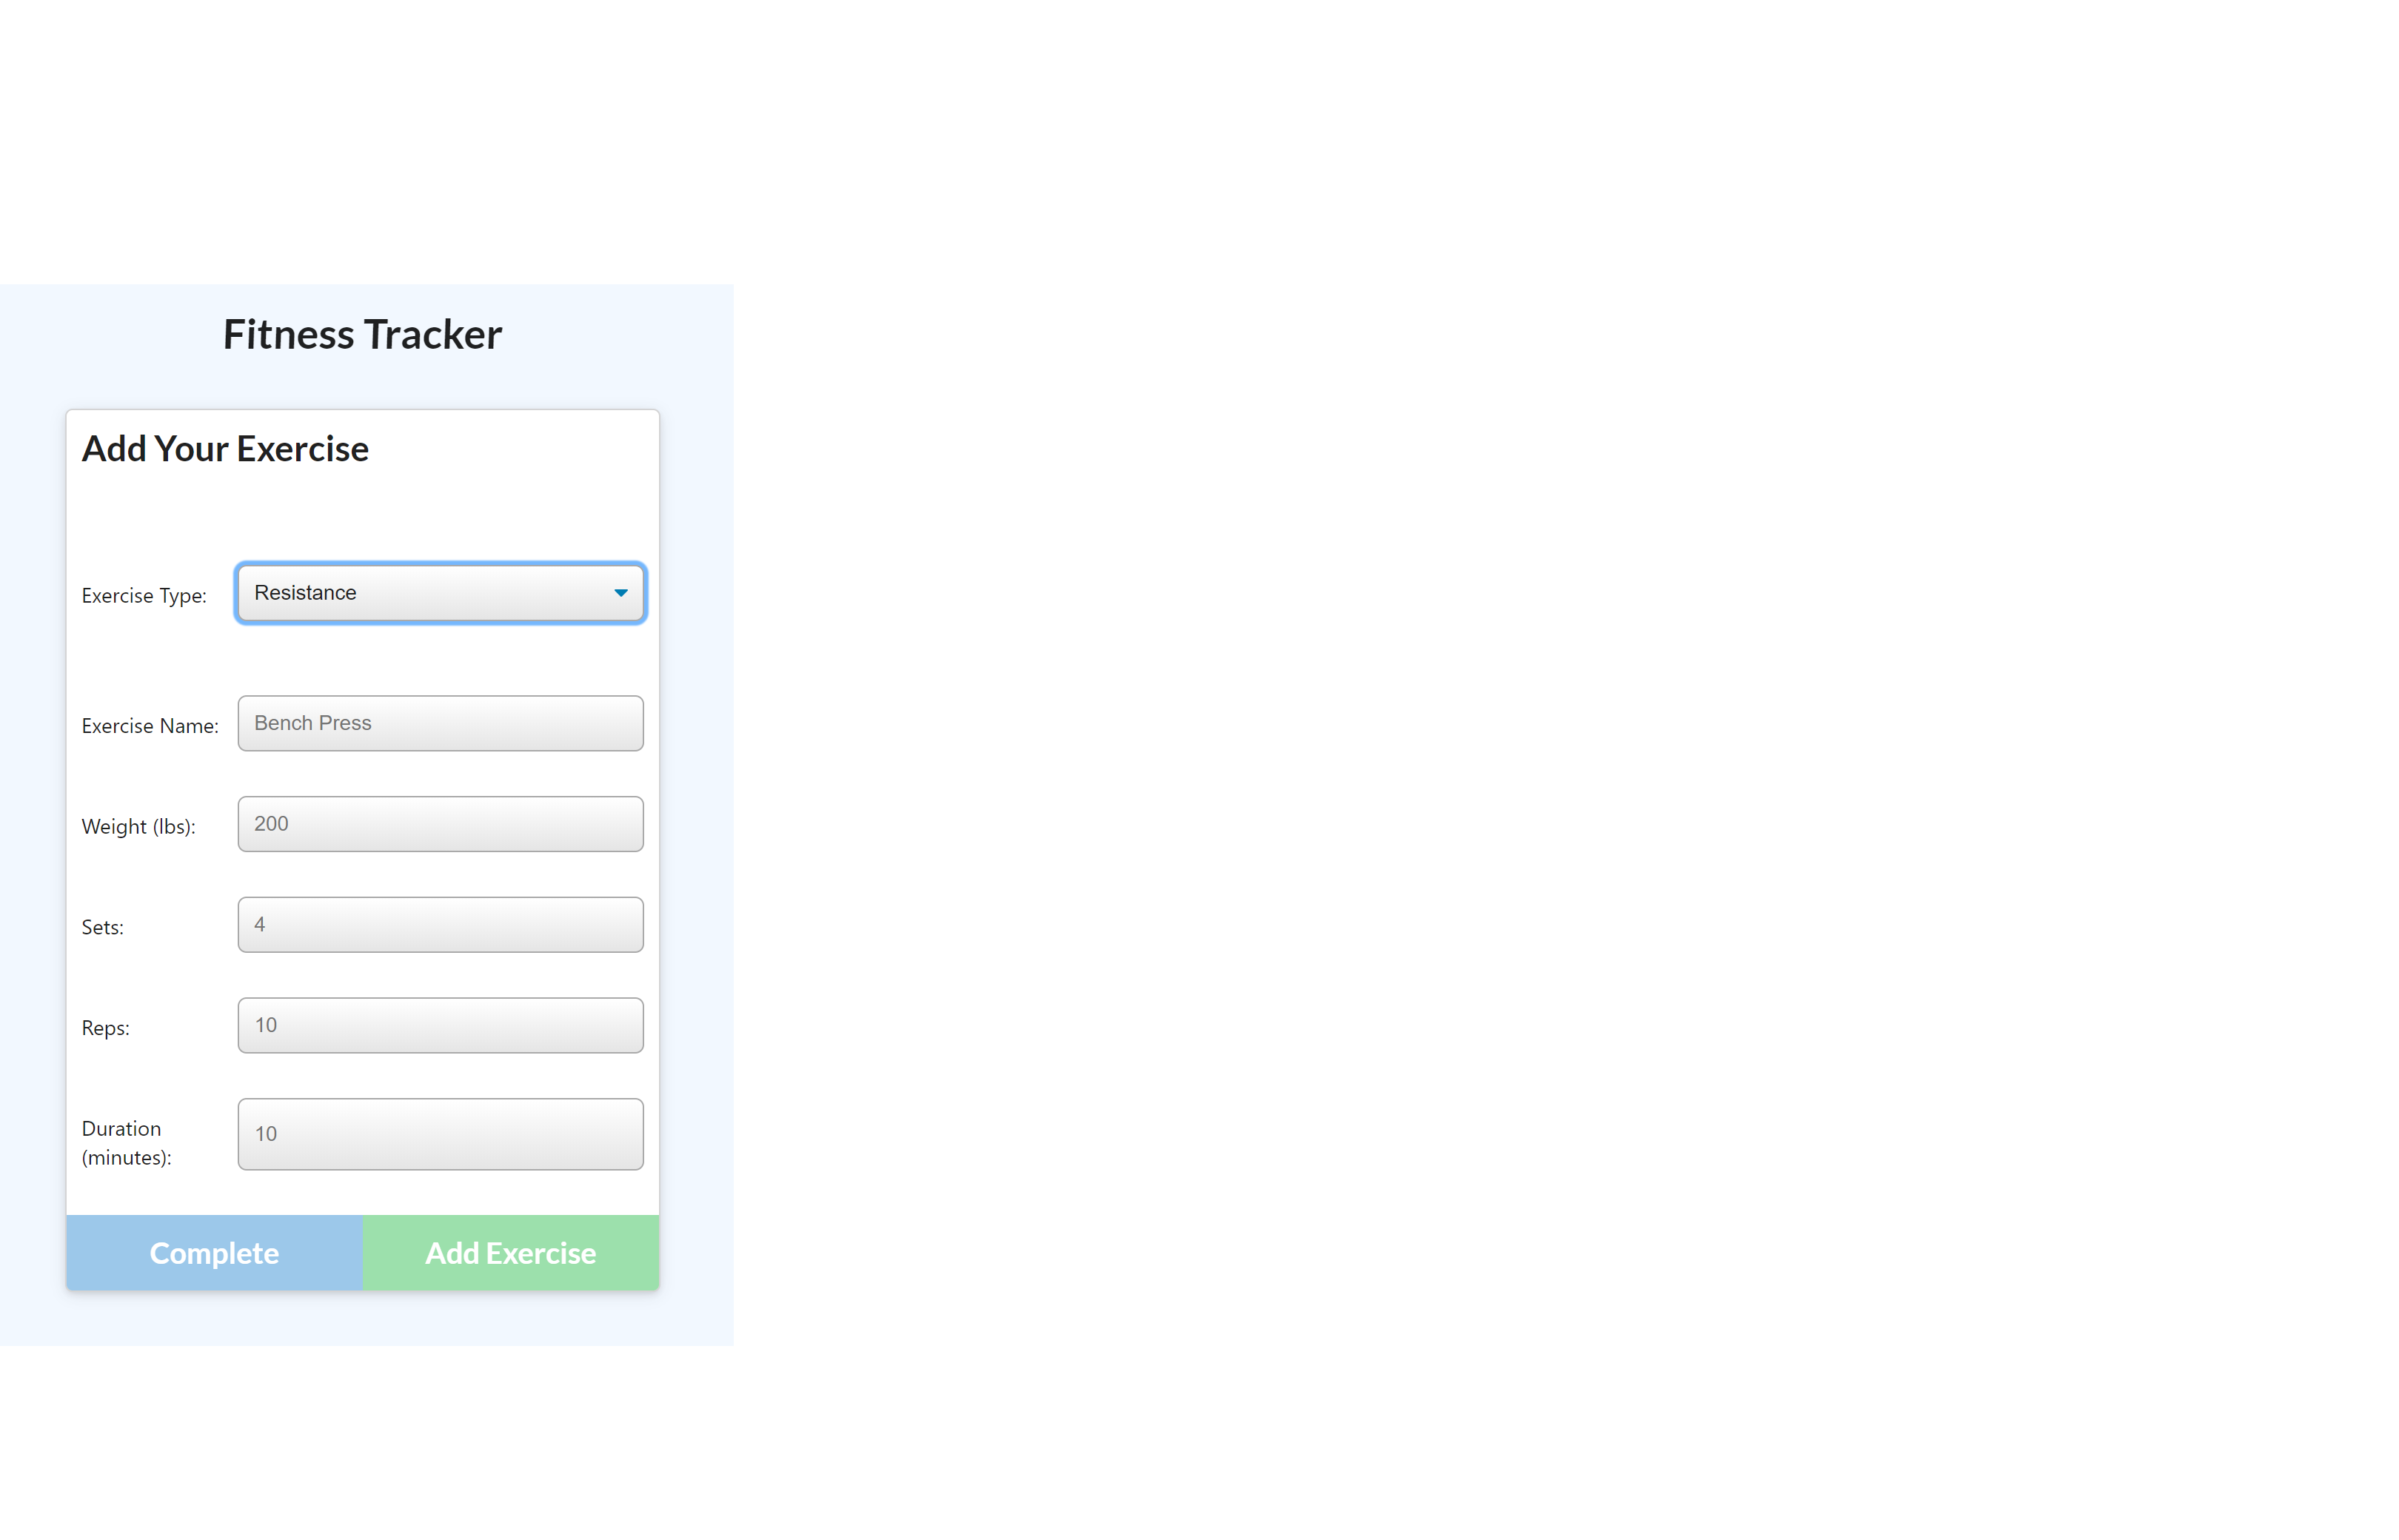 Fitness Tracker
Add Your Exercise
Exercise Type: Resistance
Exercise Name: Bench Press
Weight (lbs): 200
Sets: 4
Reps: 10
Duration (minutes): 10
Complete Add Exercise